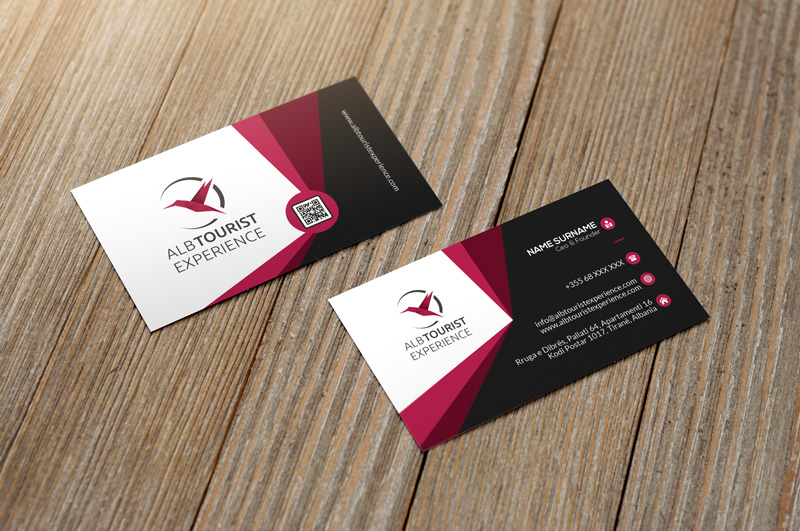 www.albtouristexperience.com
ALBTOURIST
EXPERIENCE
NAME SURNAME
Ceo & Founder
+355 68 XXX XXX
info@albtouristexperience.com
www.albtouristexperience.com
Rruga e Dibrës, Pallati 64, Apartamenti 16
Kodi Postar 1017, Tiranë, Albania
ALBTOURIST
EXPERIENCE